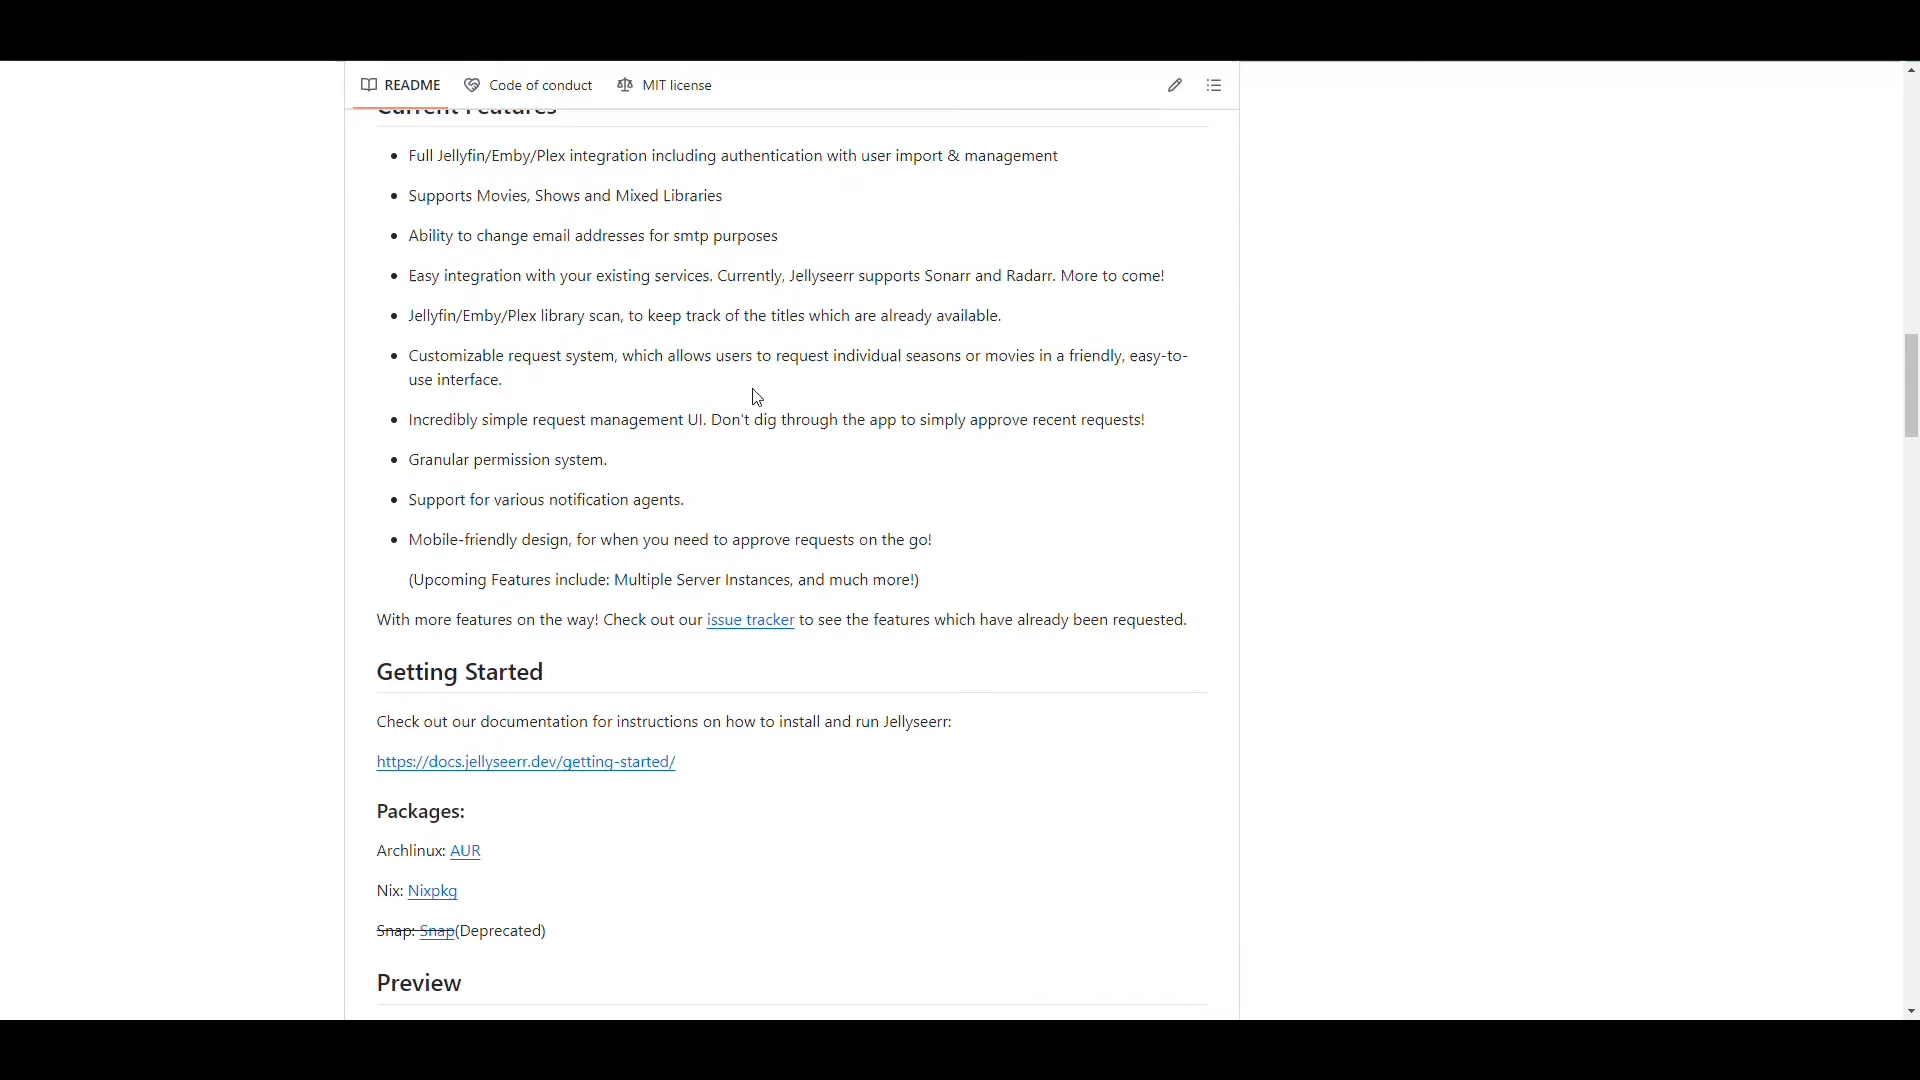 README Code of conduct MIT license
Current Features
• Full Jellyfin/Emby/Plex integration including authentication with user import & management
• Supports Movies, Shows and Mixed Libraries
• Ability to change email addresses for smtp purposes
• Easy integration with your existing services. Currently, Jellyseerr supports Sonarr and Radarr. More to come!
• Jellyfin/Emby/Plex library scan, to keep track of the titles which are already available.
• Customizable request system, which allows users to request individual seasons or movies in a friendly, easy-to-
use interface.
• Incredibly simple request management UI. Don't dig through the app to simply approve recent requests!
• Granular permission system.
• Support for various notification agents.
• Mobile-friendly design, for when you need to approve requests on the go!
(Upcoming Features include: Multiple Server Instances, and much more!)
With more features on the way! Check out our issue tracker to see the features which have already been requested.
Getting Started
Check out our documentation for instructions on how to install and run Jellyseerr:
https://docs.jellyseerr.dev/getting-started/
Packages:
Archlinux: AUR
Nix: Nixpkg
Snap: Snap(Deprecated)
Preview